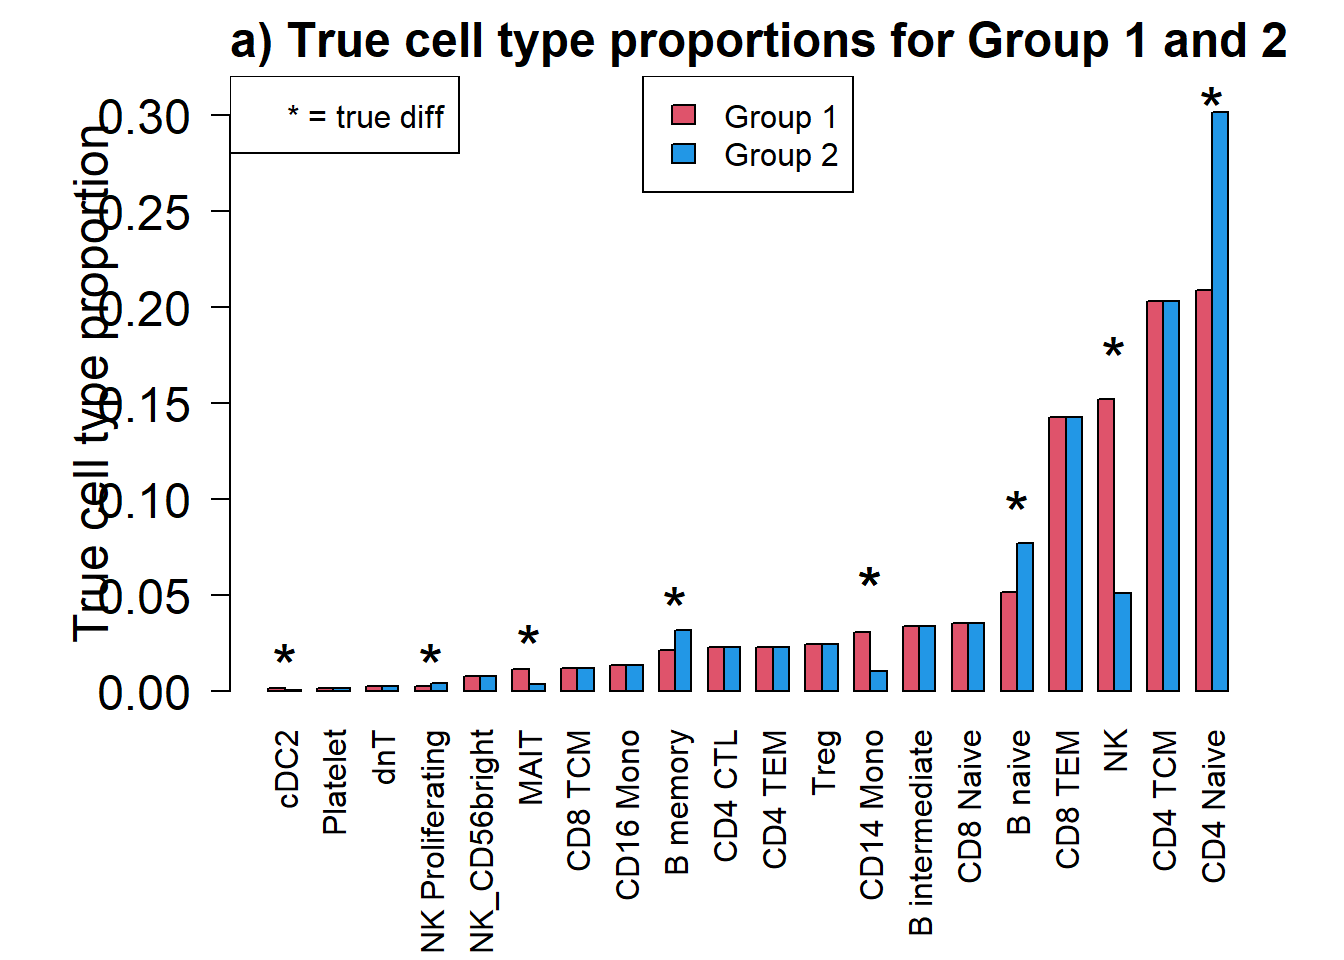 a) True cell type proportions for Group 1 and 2
* = true diff
Group 1
Group 2
True cell type proportion
0.30
0.25
0.20
0.15
0.10
0.05
0.00
*
*
*
*
*
*
*
*
cDC2
Platelet
dnT
NK Proliferating
NK_CD56bright
MAIT
CD8 TCM
CD16 Mono
B memory
CD4 CTL
CD4 TEM
Treg
CD14 Mono
B intermediate
CD8 Naive
B naive
CD8 TEM
NK
CD4 TCM
CD4 Naive